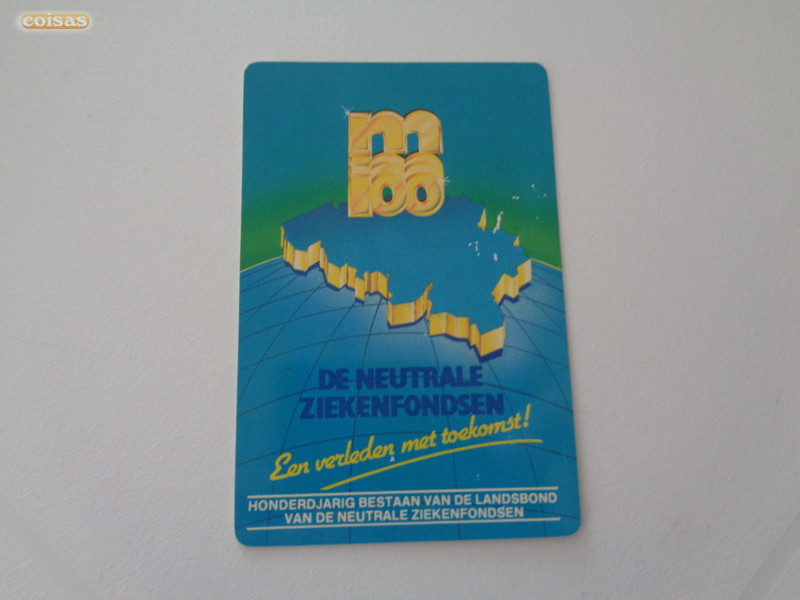 coisas
m
100
DE NEUTRALE
ZIEKENFONDSEN
Een verleden met toekomst!
HONDERDJARIG BESTAAN VAN DE LANDSBOND
VAN DE NEUTRALE ZIEKENFONDSEN